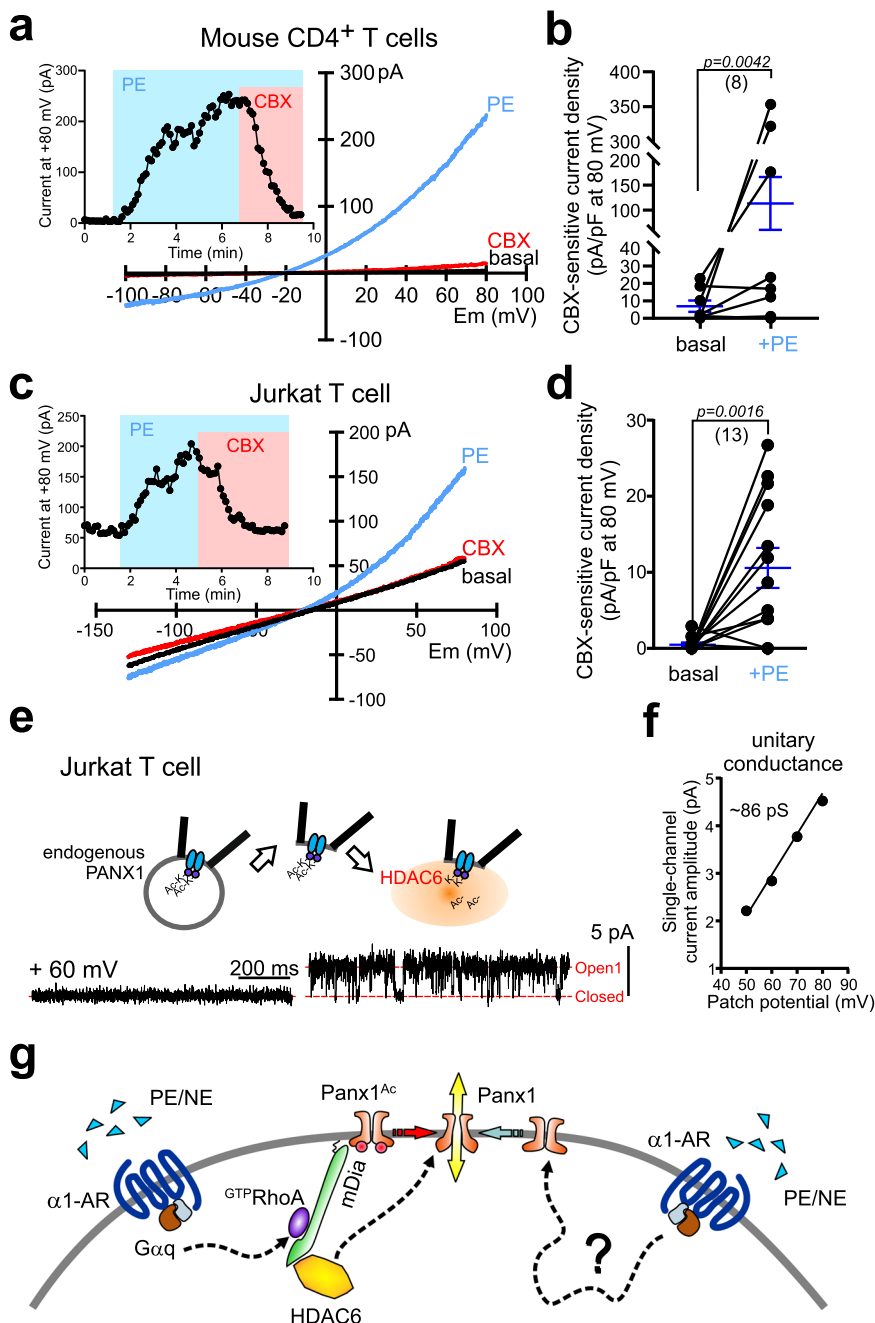 a
Mouse CD4+ T cells
PE
CBX
Current at +80 mV (pA)
300
200
100
0
0 2 4 6 8 10
Time (min)
300 pA
200
100
-100
PE
CBX
basal
-100 -80 -60 -40 -20 20 40 60 80 100
Em (mV)
b
p=0.0042
(8)
CBX-sensitive current density
(pA/pF at 80 mV)
400
350
300
200
150
100
40
30
20
10
0
basal +PE
c
Jurkat T cell
PE
CBX
Current at +80 mV (pA)
250
200
150
100
50
0
0 2 4 6 8 10
Time (min)
200 pA
150
100
50
-50
-100
PE
CBX
basal
-150 -100 -50 50 100
Em (mV)
d
p=0.0016
(13)
CBX-sensitive current density
(pA/pF at 80 mV)
30
20
10
0
basal +PE
e
Jurkat T cell
endogenous
PANX1
Ac-K
Ac-K
Ac-K
Ac-K
HDAC6
K
K
Ac-
Ac-
+ 60 mV
200 ms
5 pA
Open1
Closed
f
unitary
conductance
~86 pS
Single-channel
current amplitude (pA)
5
4
3
2
1
40 50 60 70 80 90
Patch potential (mV)
g
PE/NE
α1-AR
Gαq
GTPRhoA
mDia
HDAC6
Panx1Ac
Panx1
α1-AR
PE/NE
?